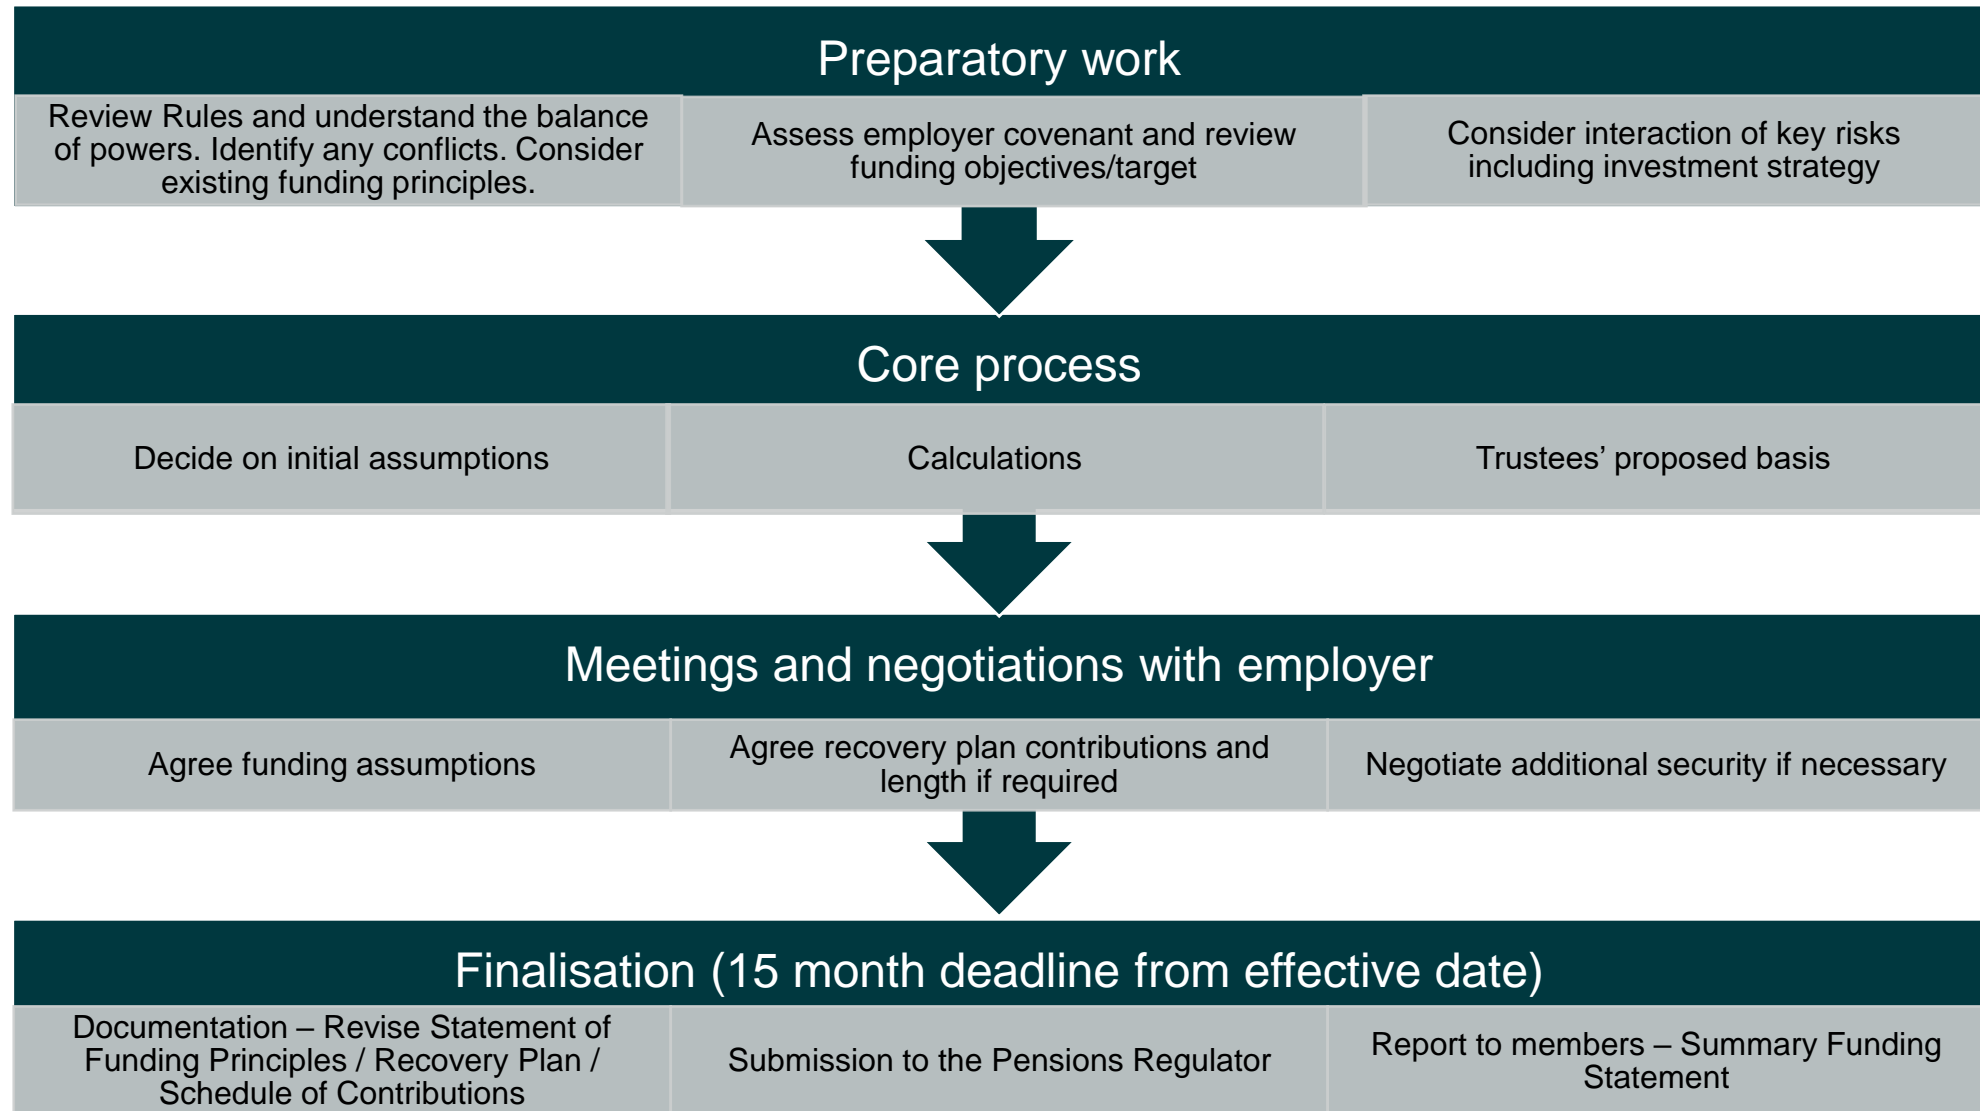 Preparatory work
Review Rules and understand the balance
of powers. Identify any conflicts. Consider
existing funding principles.
Assess employer covenant and review
funding objectives/target
Consider interaction of key risks
including investment strategy
Core process
Decide on initial assumptions
Calculations
Trustees’ proposed basis
Meetings and negotiations with employer
Agree funding assumptions
Agree recovery plan contributions and
length if required
Negotiate additional security if necessary
Finalisation (15 month deadline from effective date)
Documentation – Revise Statement of
Funding Principles / Recovery Plan /
Schedule of Contributions
Submission to the Pensions Regulator
Report to members – Summary Funding
Statement